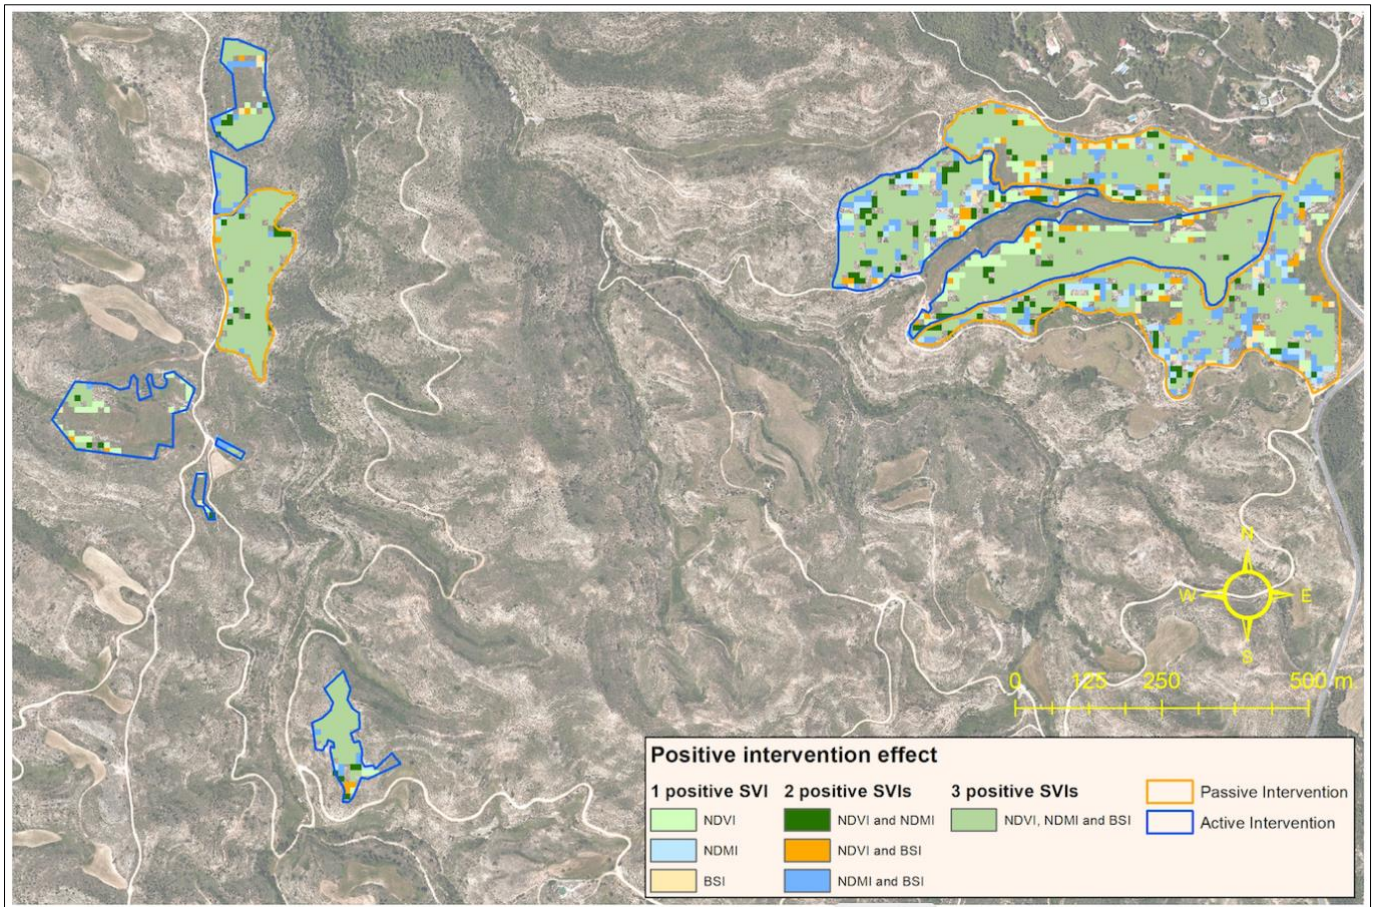 N
W E
S
0 125 250 500 m.
Positive intervention effect
1 positive SVI 2 positive SVIs 3 positive SVIs
NDVI NDVI and NDMI NDVI, NDMI and BSI Passive Intervention
NDMI NDVI and BSI Active Intervention
BSI NDMI and BSI